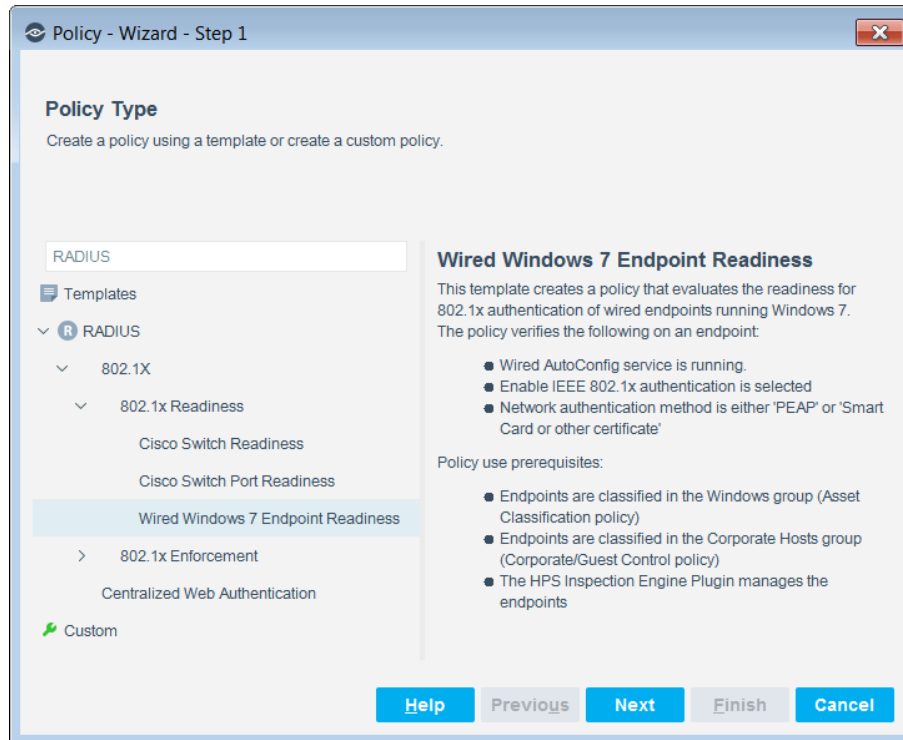 Policy - Wizard - Step 1
Policy Type
Create a policy using a template or create a custom policy.
RADIUS
Templates
R RADIUS
802.1X
802.1x Readiness
Cisco Switch Readiness
Cisco Switch Port Readiness
Wired Windows 7 Endpoint Readiness
802.1x Enforcement
Centralized Web Authentication
Custom
Wired Windows 7 Endpoint Readiness
This template creates a policy that evaluates the readiness for
802.1x authentication of wired endpoints running Windows 7.
The policy verifies the following on an endpoint:
Wired AutoConfig service is running.
Enable IEEE 802.1x authentication is selected
Network authentication method is either 'PEAP' or 'Smart
Card or other certificate'
Policy use prerequisites:
Endpoints are classified in the Windows group (Asset
Classification policy)
Endpoints are classified in the Corporate Hosts group
(Corporate/Guest Control policy)
The HPS Inspection Engine Plugin manages the
endpoints
Help Previous Next Finish Cancel